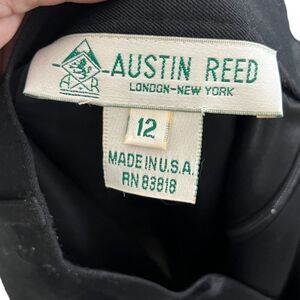 AUSTIN REED
LONDON-NEW YORK
A R
12
MADE IN U.S.A.
RN 83818